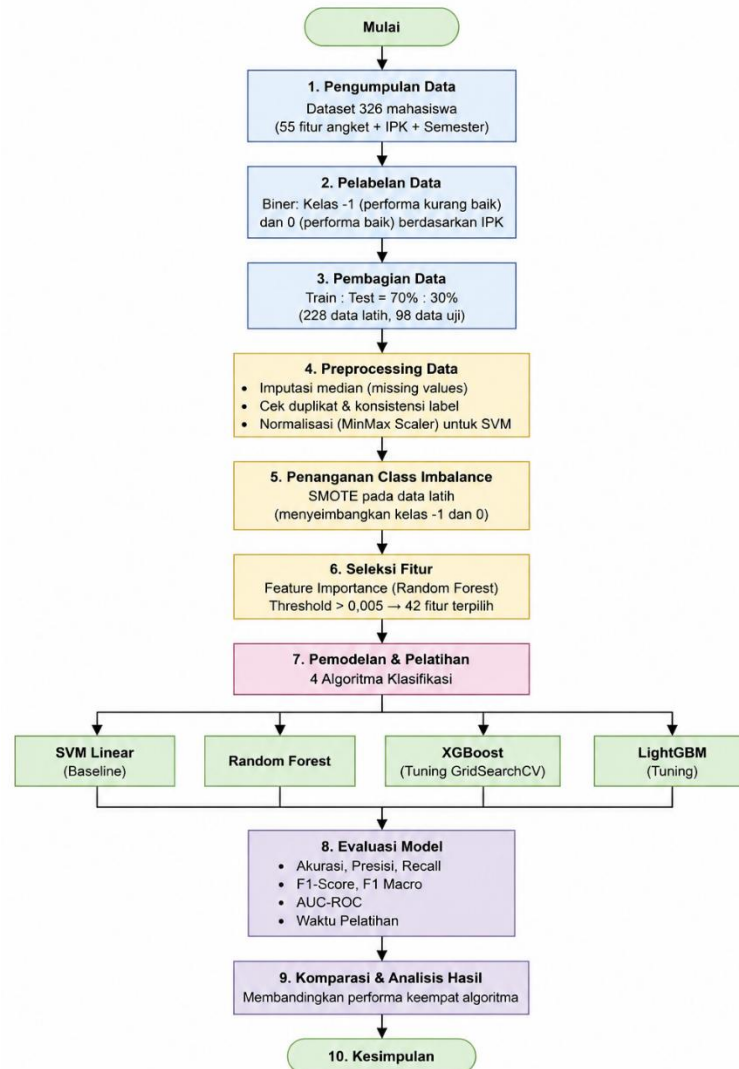 Mulai
1. Pengumpulan Data
Dataset 326 mahasiswa
(55 fitur angket + IPK + Semester)
2. Pelabelan Data
Biner: Kelas -1 (performa kurang baik)
dan 0 (performa baik) berdasarkan IPK
3. Pembagian Data
Train : Test = 70% : 30%
(228 data latih, 98 data uji)
4. Preprocessing Data
• Imputasi median (missing values)
• Cek duplikat & konsistensi label
• Normalisasi (MinMax Scaler) untuk SVM
5. Penanganan Class Imbalance
SMOTE pada data latih
(menyeimbangkan kelas -1 dan 0)
6. Seleksi Fitur
Feature Importance (Random Forest)
Threshold > 0,005 → 42 fitur terpilih
7. Pemodelan & Pelatihan
4 Algoritma Klasifikasi
SVM Linear
(Baseline)
Random Forest
XGBoost
(Tuning GridSearchCV)
LightGBM
(Tuning)
8. Evaluasi Model
• Akurasi, Presisi, Recall
• F1-Score, F1 Macro
• AUC-ROC
• Waktu Pelatihan
9. Komparasi & Analisis Hasil
Membandingkan performa keempat algoritma
10. Kesimpulan